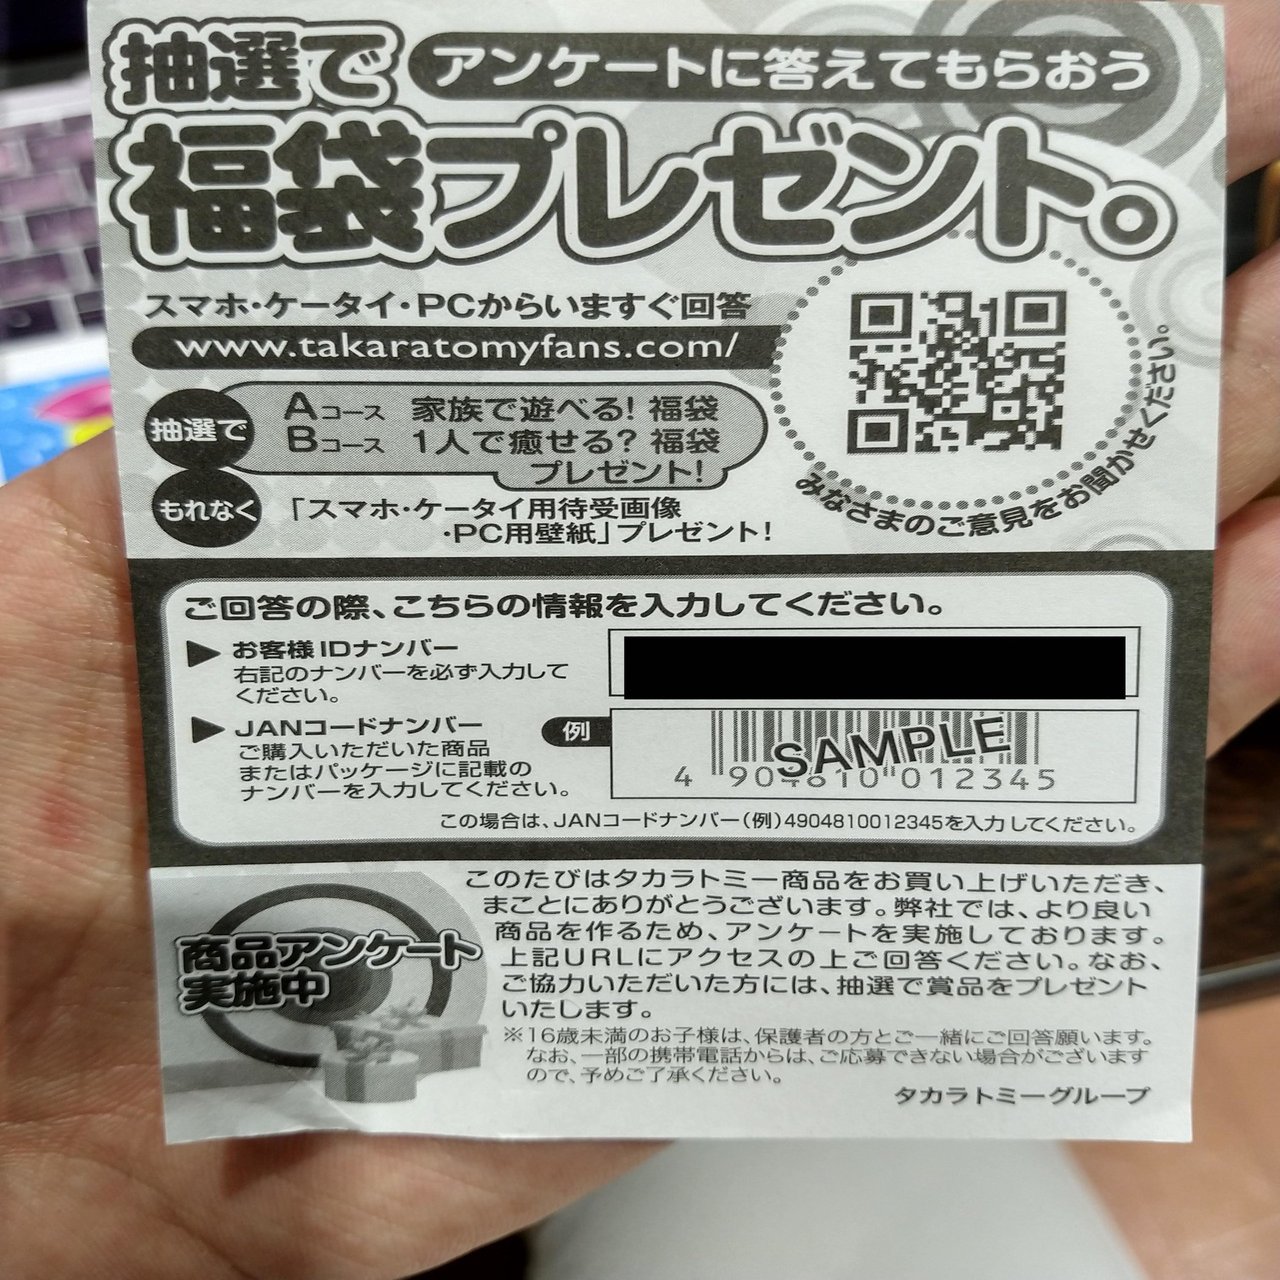 抽選で アンケートに答えてもらおう
福袋プレゼント。
スマホ・ケータイ・PCからいますぐ回答
www.takaratomyfans.com/
抽選で
Aコース 家族で遊べる! 福袋
Bコース 1人で癒せる? 福袋
プレゼント!
もれなく
「スマホ・ケータイ用待受画像
・PC用壁紙」プレゼント!
みなさまのご意見をお聞かせください。
ご回答の際、こちらの情報を入力してください。
▶ お客様IDナンバー
右記のナンバーを必ず入力して
ください。
▶ JANコードナンバー
ご購入いただいた商品
またはパッケージに記載の
ナンバーを入力してください。
例
SAMPLE
4 904810 012345
この場合は、JANコードナンバー(例)4904810012345を入力してください。
商品アンケート
実施中
このたびはタカラトミー商品をお買い上げいただき、
まことにありがとうございます。弊社では、より良い
商品を作るため、アンケートを実施しております。
上記URLにアクセスの上ご回答ください。なお、
ご協力いただいた方には、抽選で賞品をプレゼント
いたします。
※16歳未満のお子様は、保護者の方とご一緒にご回答願います。
なお、一部の携帯電話からは、ご応募できない場合がございます
ので、予めご了承ください。
タカラトミーグループ